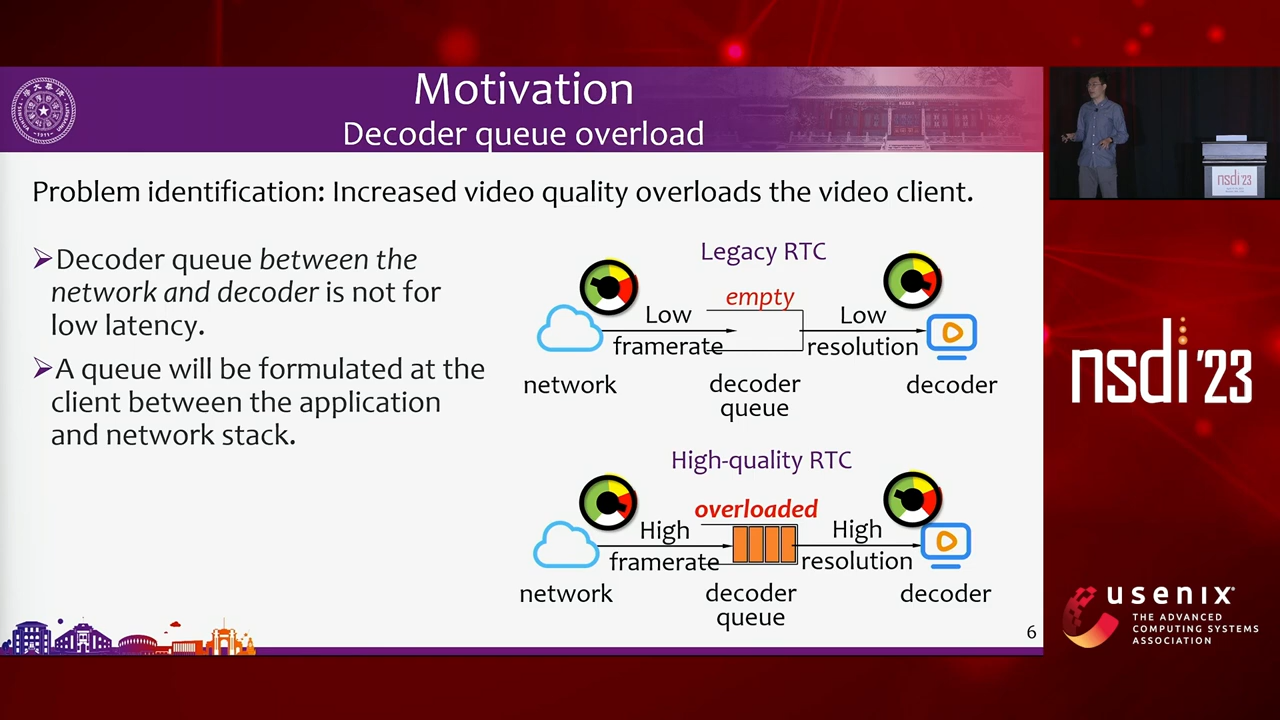 Motivation
Decoder queue overload
Problem identification: Increased video quality overloads the video client.
➢Decoder queue between the
network and decoder is not for
low latency.
➢A queue will be formulated at the
client between the application
and network stack.
Legacy RTC
empty
Low
framerate
Low
resolution
network
decoder
queue
decoder
High-quality RTC
overloaded
High
framerate
High
resolution
network
decoder
queue
decoder
6
nsdi'23
nsdi '23
usenix
THE ADVANCED
COMPUTING SYSTEMS
ASSOCIATION